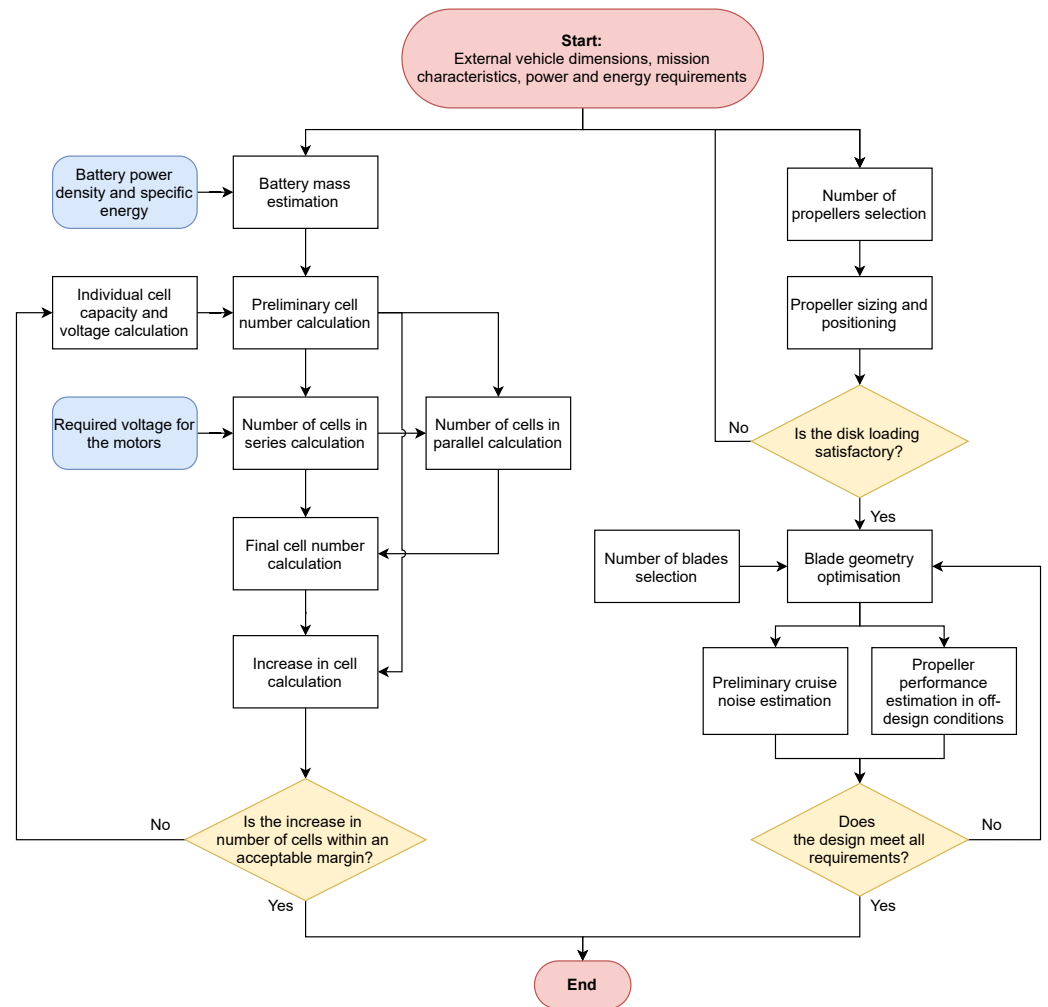 Start:
External vehicle dimensions, mission
characteristics, power and energy requirements
Battery power
density and specific
energy
Battery mass
estimation
Number of
propellers selection
Individual cell
capacity and
voltage calculation
Preliminary cell
number calculation
Propeller sizing and
positioning
Required voltage for
the motors
Number of cells in
series calculation
Number of cells in
parallel calculation
No
Is the disk loading
satisfactory?
Yes
Final cell number
calculation
Number of blades
selection
Blade geometry
optimisation
Increase in cell
calculation
Preliminary cruise
noise estimation
Propeller
performance
estimation in off-
design conditions
No
Is the increase in
number of cells within an
acceptable margin?
Yes
Does
the design meet all
requirements?
No
Yes
End